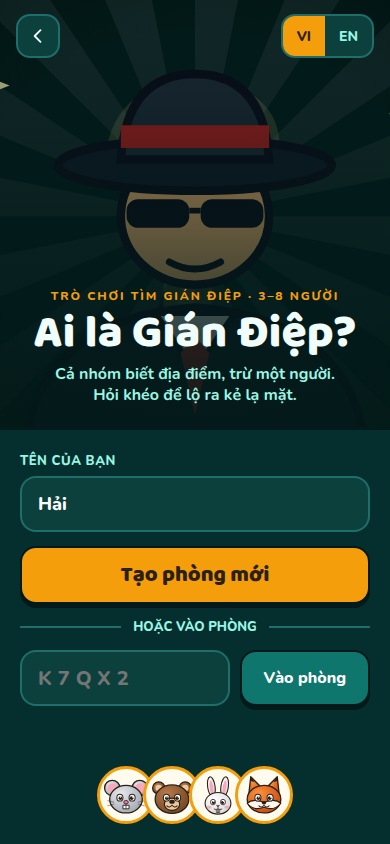 VI EN
TRÒ CHƠI TÌM GIÁN ĐIỆP · 3–8 NGƯỜI
Ai là Gián Điệp?
Cả nhóm biết địa điểm, trừ một người.
Hỏi khéo để lộ ra kẻ lạ mặt.
TÊN CỦA BẠN
Hải
Tạo phòng mới
HOẶC VÀO PHÒNG
K7QX2 Vào phòng